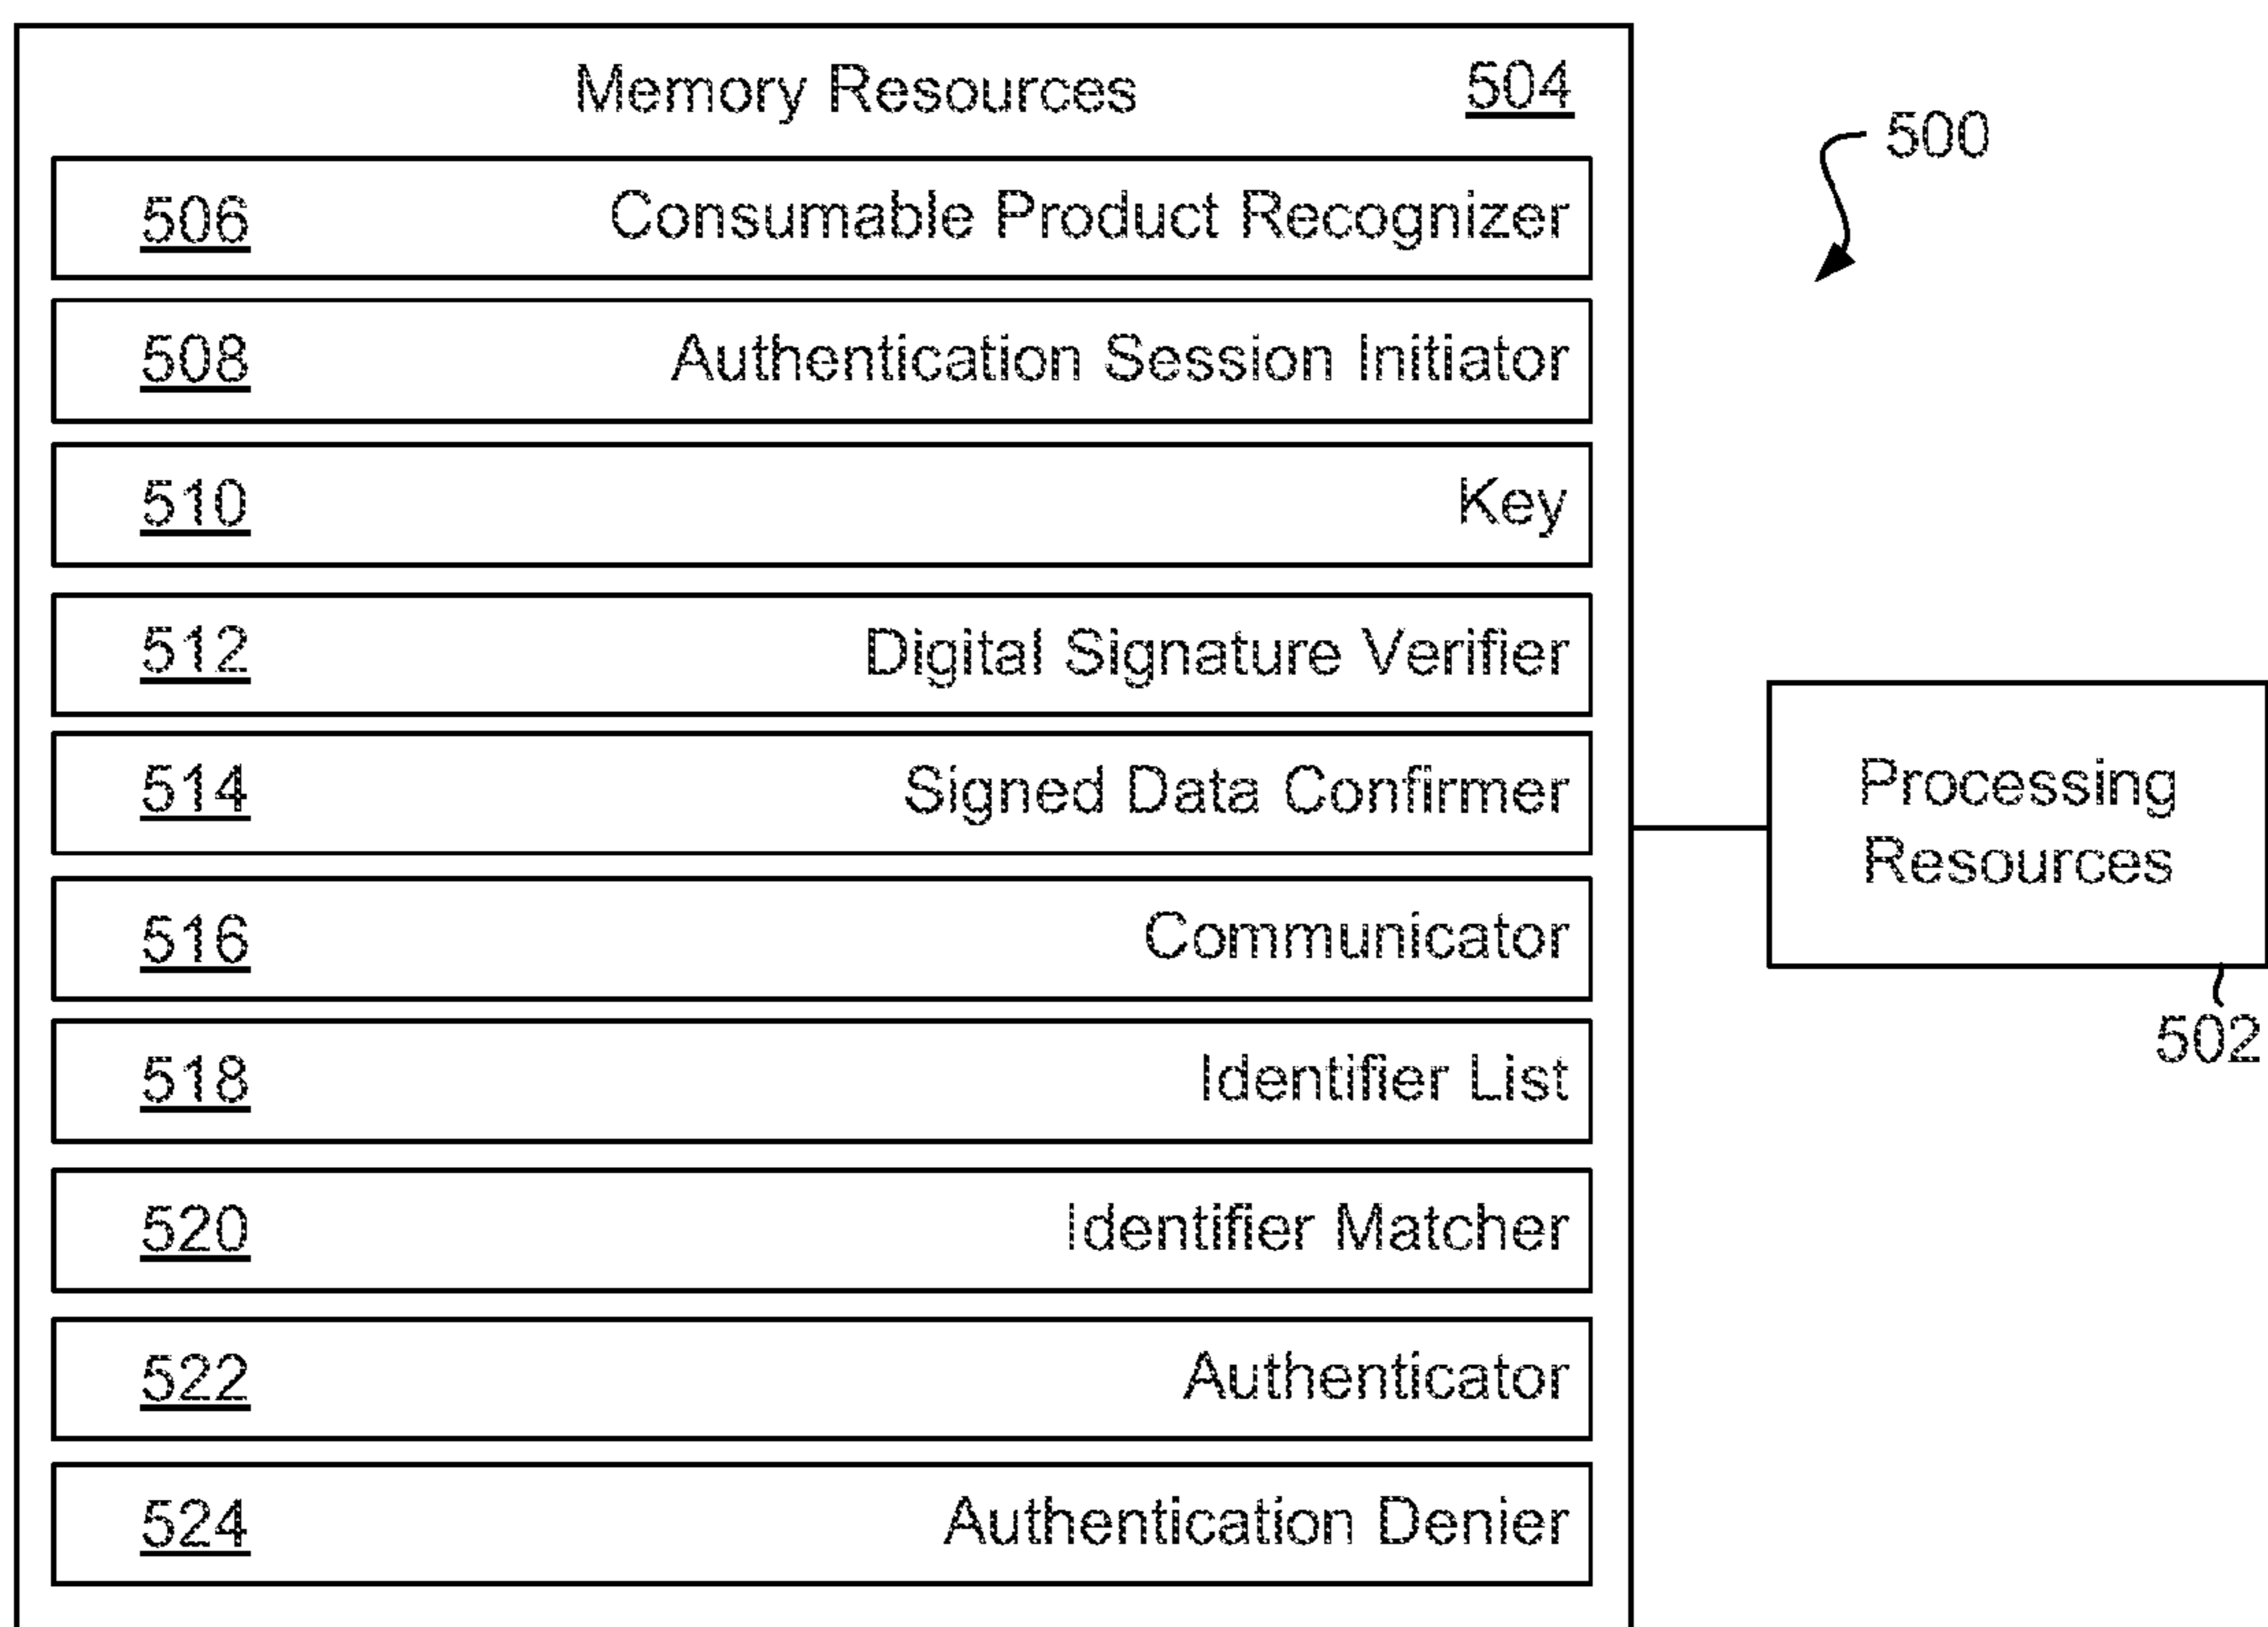 Memory Resources 504
500
506 Consumable Product Recognizer
508 Authentication Session Initiator
510 Key
512 Digital Signature Verifier
514 Signed Data Confirmer
516 Communicator
518 Identifier List
520 Identifier Matcher
522 Authenticator
524 Authentication Denier
Processing
Resources
502